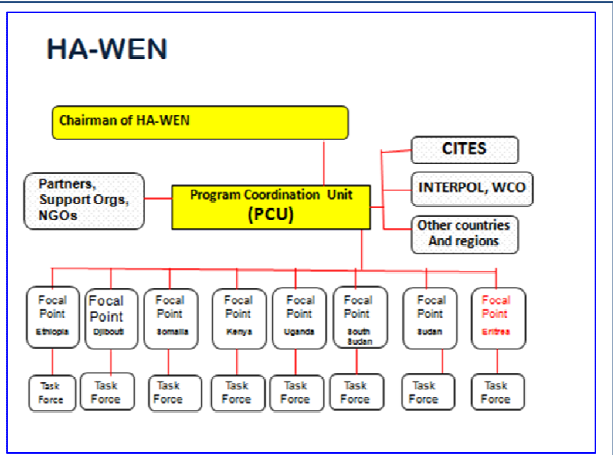 HA-WEN
Chairman of HA-WEN
CITES
Partners,
Support Orgs,
NGOs
Program Coordination Unit
(PCU)
INTERPOL, WCO
Other countries
And regions
Focal
Point
Ethiopia
Focal
Point
Djibouti
Focal
Point
Somalia
Focal
Point
Kenya
Focal
Point
Uganda
Focal
Point
South
Sudan
Focal
Point
Sudan
Focal
Point
Eritrea
Task
Force
Task
Force
Task
Force
Task
Force
Task
Force
Task
Force
Task
Force
Task
Force